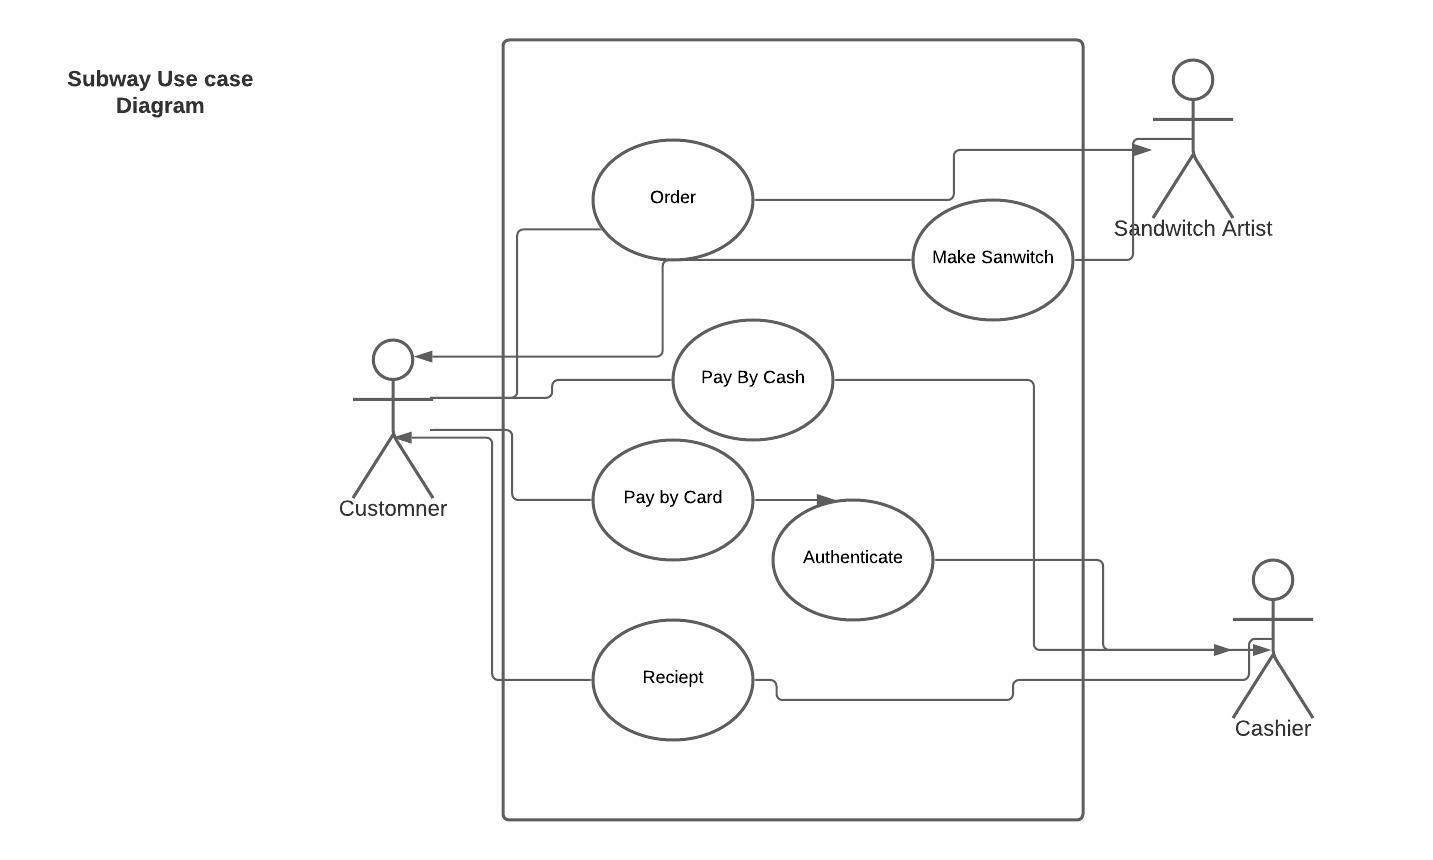 Subway Use case
Diagram
Order
Sandwitch Artist
Make Sanwitch
Pay By Cash
Customner
Pay by Card
Authenticate
Reciept
Cashier